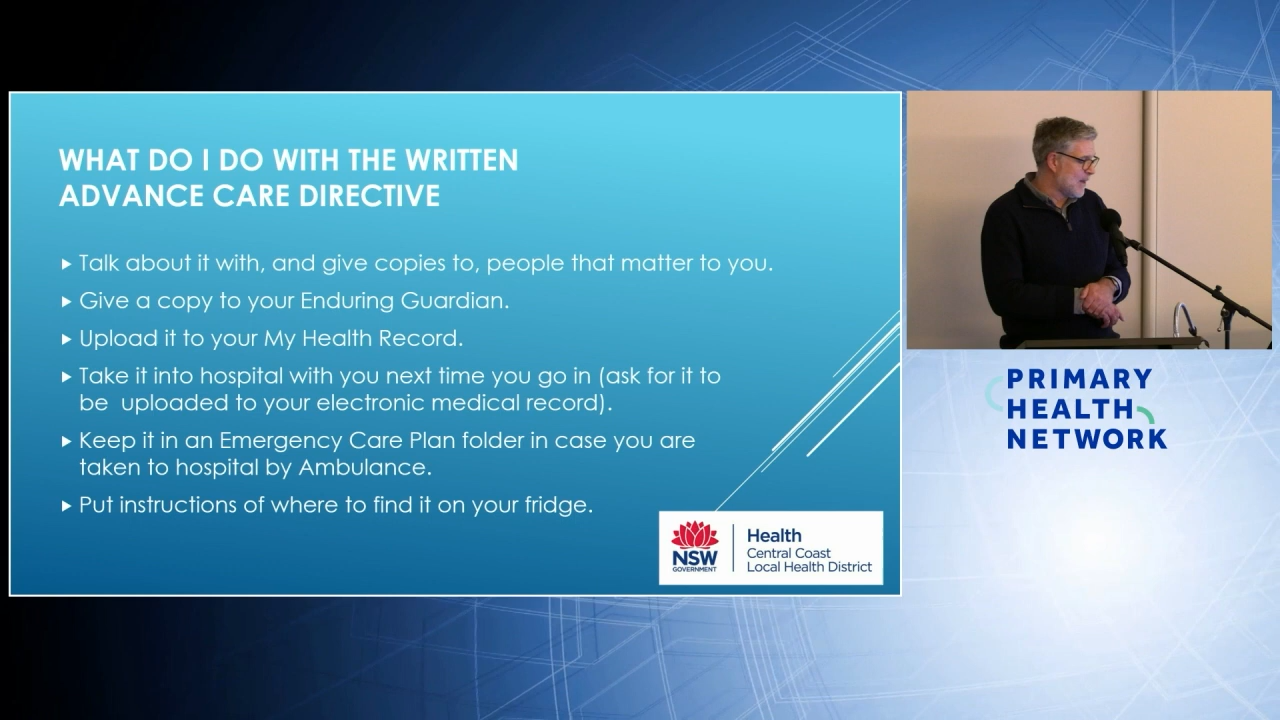 WHAT DO I DO WITH THE WRITTEN
ADVANCE CARE DIRECTIVE
Talk about it with, and give copies to, people that matter to you.
Give a copy to your Enduring Guardian.
Upload it to your My Health Record.
Take it into hospital with you next time you go in (ask for it to
be  uploaded to your electronic medical record).
Keep it in an Emergency Care Plan folder in case you are
taken to hospital by Ambulance.
Put instructions of where to find it on your fridge.
NSW
GOVERNMENT
Health
Central Coast
Local Health District
PRIMARY
HEALTH
NETWORK